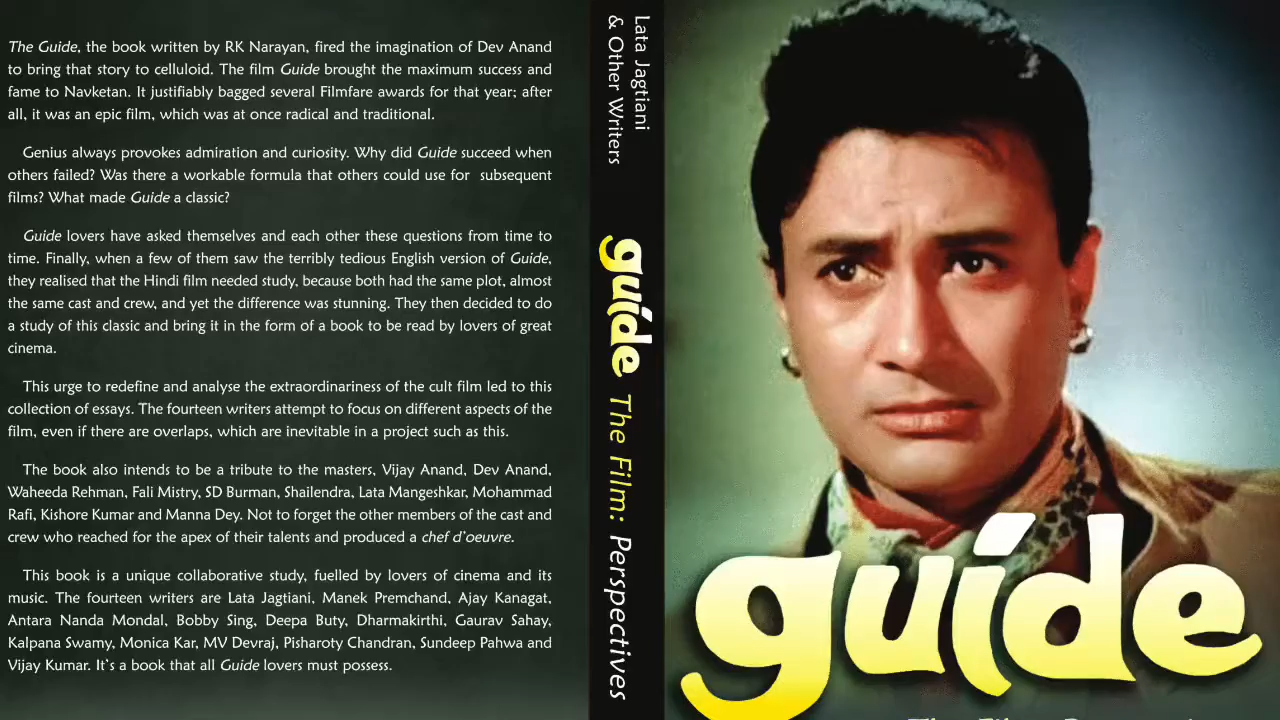 The Guide, the book written by RK Narayan, fired the imagination of Dev Anand
to bring that story to celluloid. The film Guide brought the maximum success and
fame to Navketan. It justifiably bagged several Filmfare awards for that year; after
all, it was an epic film, which was at once radical and traditional.
Genius always provokes admiration and curiosity. Why did Guide succeed when
others failed? Was there a workable formula that others could use for subsequent
films? What made Guide a classic?
Guide lovers have asked themselves and each other these questions from time to
time. Finally, when a few of them saw the terribly tedious English version of Guide,
they realised that the Hindi film needed study, because both had the same plot, almost
the same cast and crew, and yet the difference was stunning. They then decided to do
a study of this classic and bring it in the form of a book to be read by lovers of great
cinema.
This urge to redefine and analyse the extraordinariness of the cult film led to this
collection of essays. The fourteen writers attempt to focus on different aspects of the
film, even if there are overlaps, which are inevitable in a project such as this.
The book also intends to be a tribute to the masters, Vijay Anand, Dev Anand,
Waheeda Rehman, Fali Mistry, SD Burman, Shailendra, Lata Mangeshkar, Mohammad
Rafi, Kishore Kumar and Manna Dey. Not to forget the other members of the cast and
crew who reached for the apex of their talents and produced a chef d'oeuvre.
This book is a unique collaborative study, fuelled by lovers of cinema and its
music. The fourteen writers are Lata Jagtiani, Manek Premchand, Ajay Kanagat,
Antara Nanda Mondal, Bobby Sing, Deepa Buty, Dharmakirthi, Gaurav Sahay,
Kalpana Swamy, Monica Kar, MV Devraj, Pisharoty Chandran, Sundeep Pahwa and
Vijay Kumar. It's a book that all Guide lovers must possess.
Lata Jagtiani
& Other Writers
guide The Film: Perspectives
guide